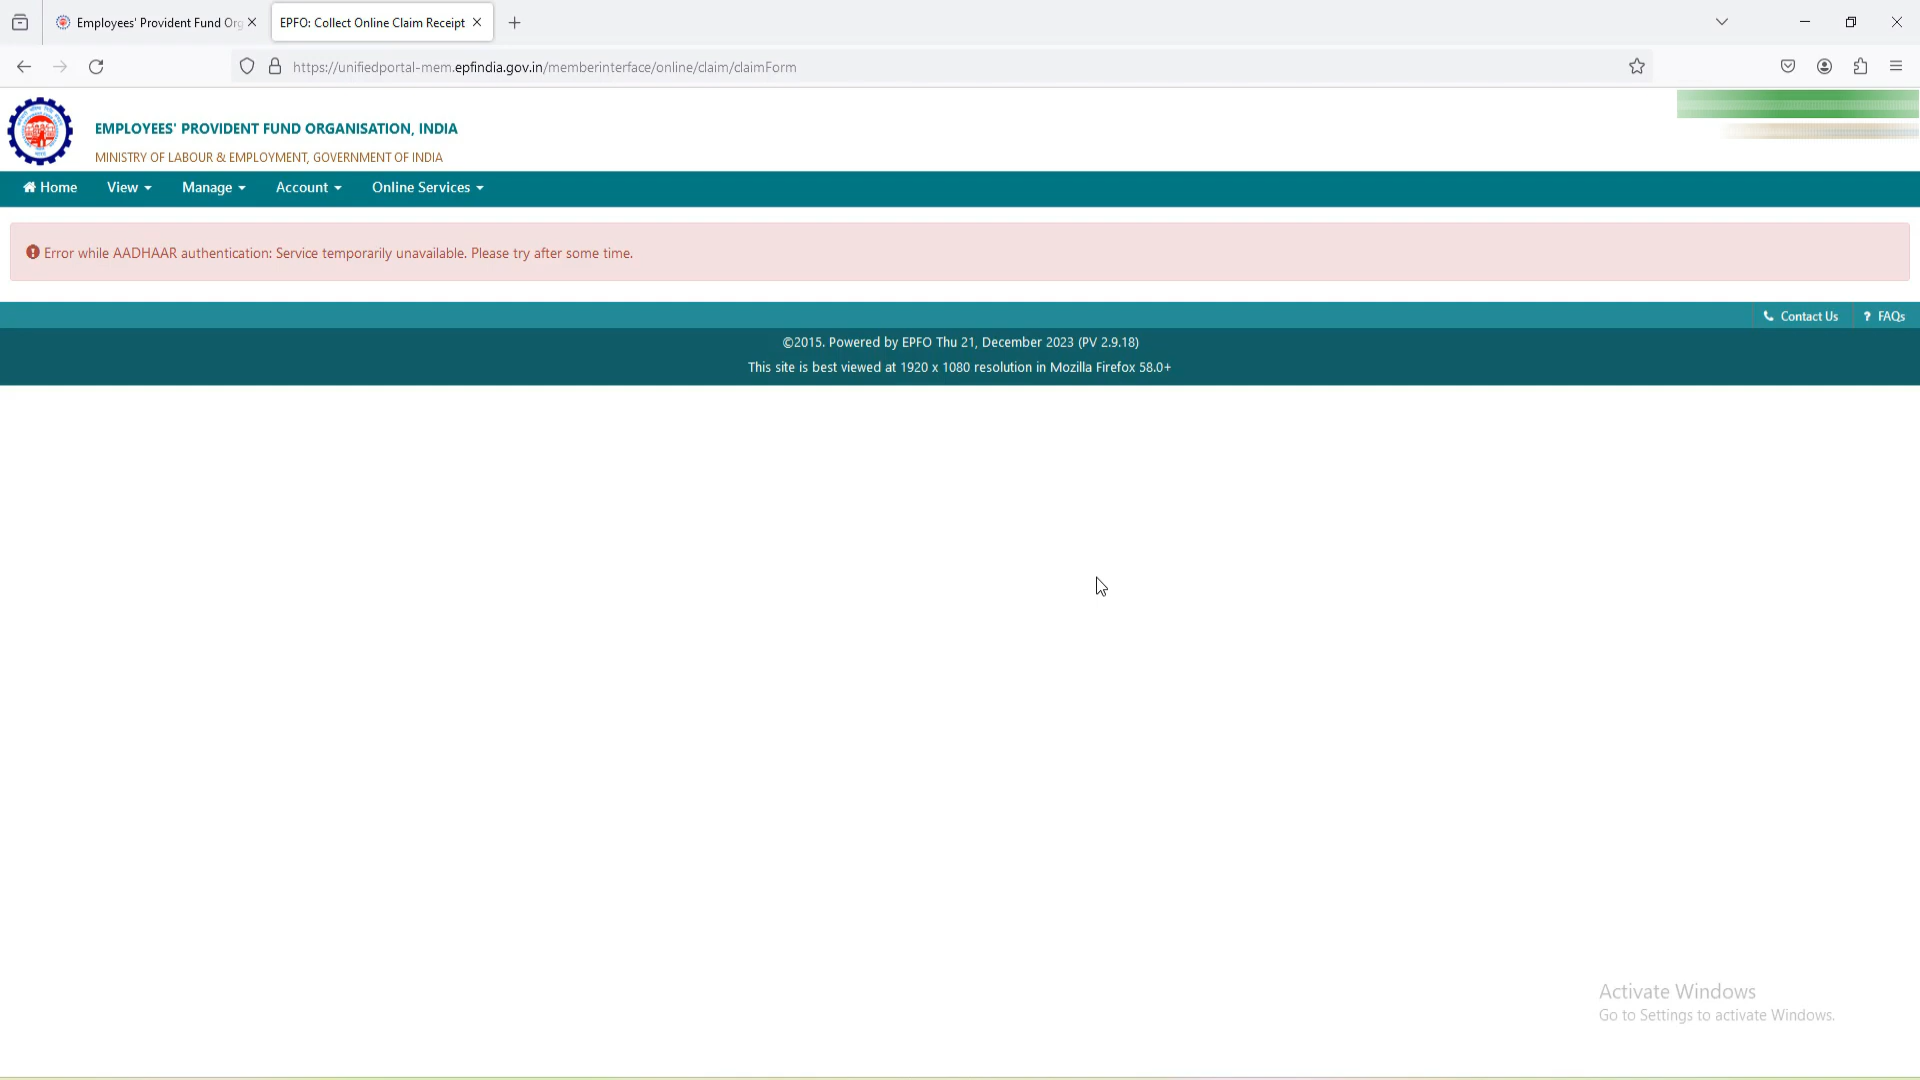 Employees' Provident Fund Org
EPFO: Collect Online Claim Receipt
https://unifiedportal-mem.epfindia.gov.in/memberinterface/online/claim/claimForm
EMPLOYEES' PROVIDENT FUND ORGANISATION, INDIA
MINISTRY OF LABOUR & EMPLOYMENT, GOVERNMENT OF INDIA
Home View Manage Account Online Services
Error while AADHAAR authentication: Service temporarily unavailable. Please try after some time.
Contact Us ? FAQs
©2015. Powered by EPFO Thu 21, December 2023 (PV 2.9.18)
This site is best viewed at 1920 x 1080 resolution in Mozilla Firefox 58.0+
Activate Windows
Go to Settings to activate Windows.